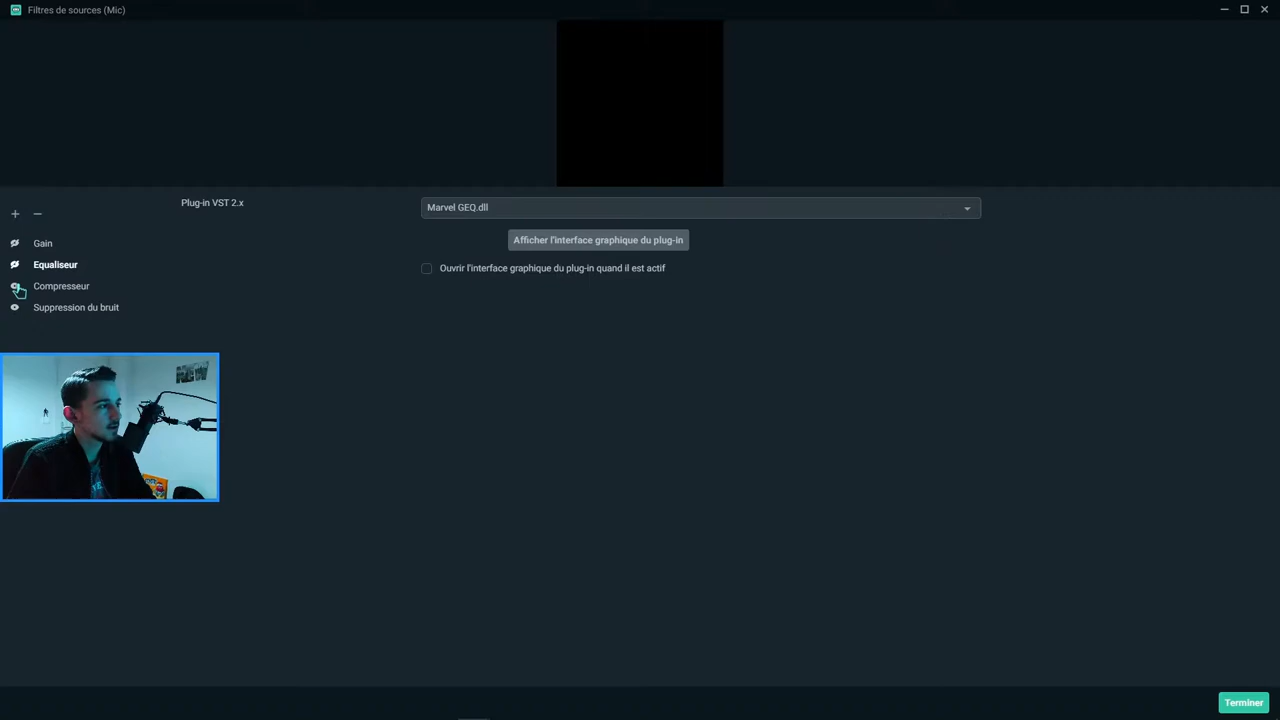 Filtres de sources (Mic)
Plug-in VST 2.x
Marvel GEQ.dll
Afficher l'interface graphique du plug-in
Ouvrir l'interface graphique du plug-in quand il est actif
Gain
Equaliseur
Compresseur
Suppression du bruit
NEW
Terminer